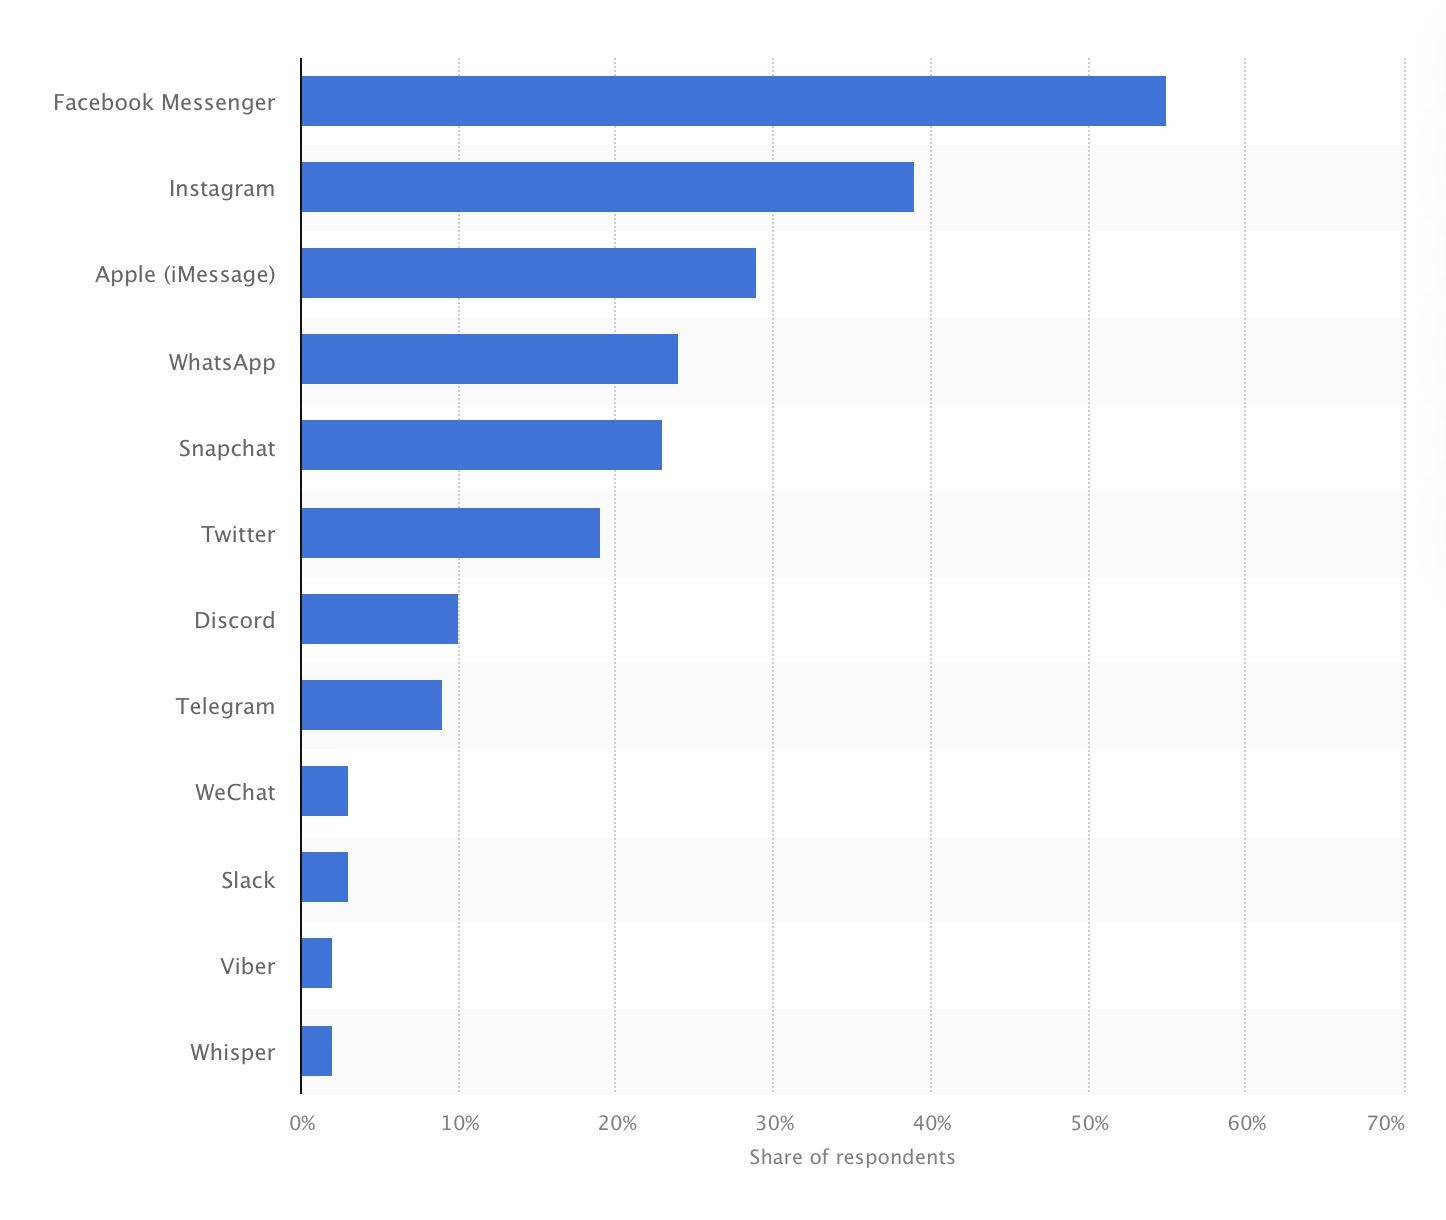 Facebook Messenger
Instagram
Apple (iMessage)
WhatsApp
Snapchat
Twitter
Discord
Telegram
WeChat
Slack
Viber
Whisper
0% 10% 20% 30% 40% 50% 60% 70%
Share of respondents